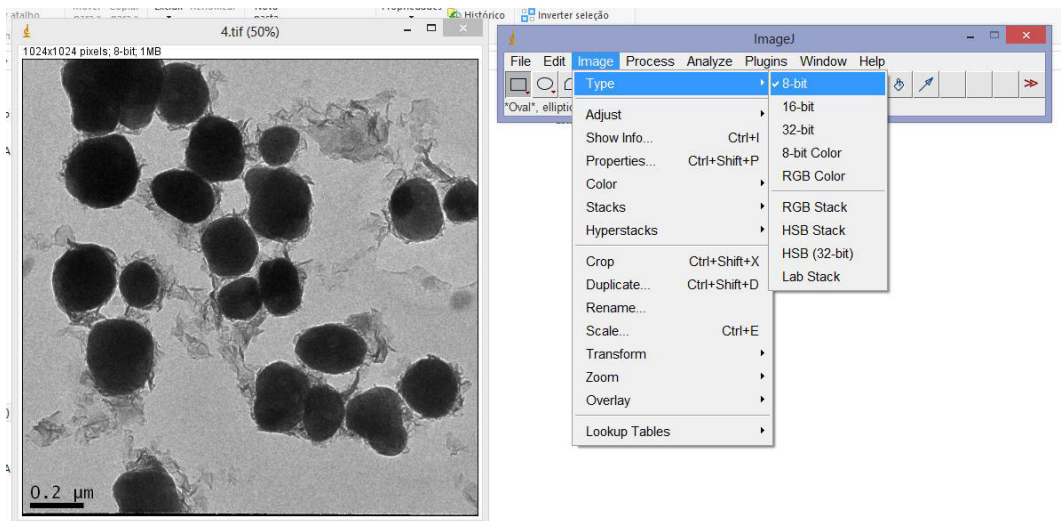 atalho
Histórico
Inverter seleção
4.tif (50%)
1024x1024 pixels; 8-bit; 1MB
0.2 µm
ImageJ
File Edit Image Process Analyze Plugins Window Help
*Oval*, elliptic
Type
Adjust
Show Info... Ctrl+I
Properties... Ctrl+Shift+P
Color
Stacks
Hyperstacks
Crop Ctrl+Shift+X
Duplicate... Ctrl+Shift+D
Rename...
Scale... Ctrl+E
Transform
Zoom
Overlay
Lookup Tables
8-bit
16-bit
32-bit
8-bit Color
RGB Color
RGB Stack
HSB Stack
HSB (32-bit)
Lab Stack